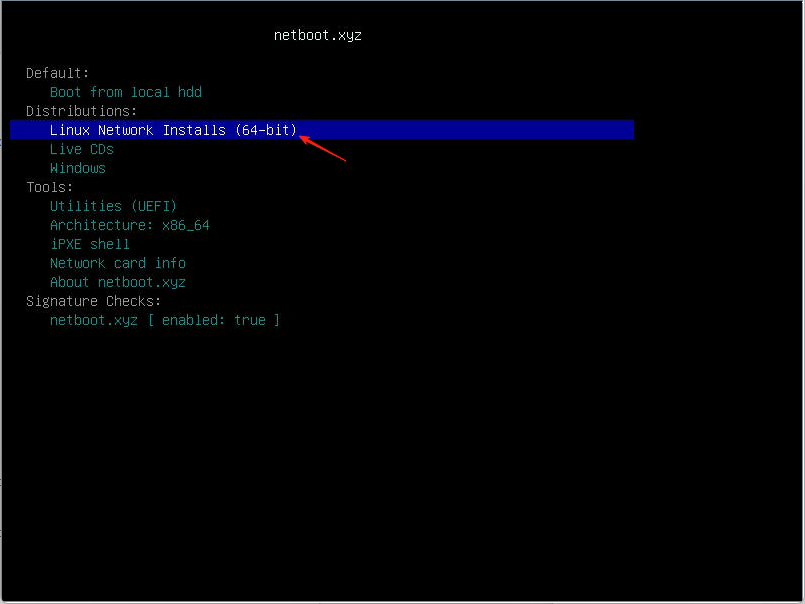 netboot.xyz
Default:
Boot from local hdd
Distributions:
Linux Network Installs (64-bit)
Live CDs
Windows
Tools:
Utilities (UEFI)
Architecture: x86_64
iPXE shell
Network card info
About netboot.xyz
Signature Checks:
netboot.xyz [ enabled: true ]